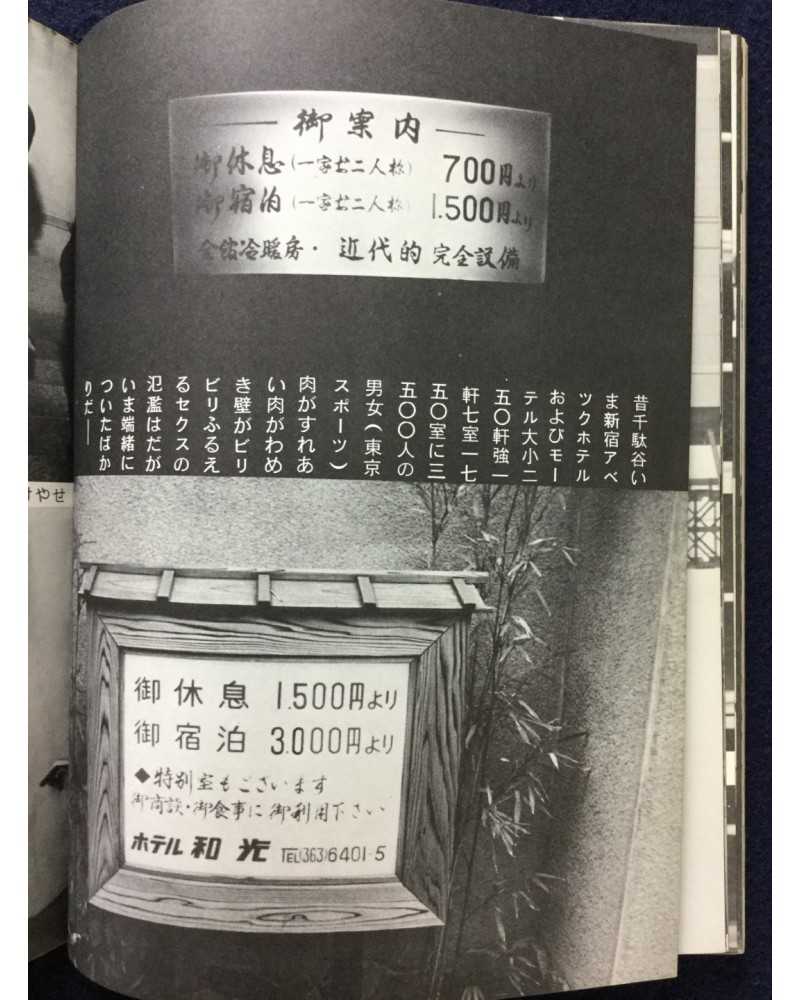 御案内
御休息(一客お二人様) 700円より
御宿泊(一客お二人様) 1.500円より
全館冷暖房・近代的完全設備
昔千駄谷い
ま新宿アベ
ックホテル
およびモー
テル大小二
五〇軒強一
軒七室一七
五〇室に三
五〇〇人の
男女(東京
スポーツ)
肉がすれあ
い肉がわめ
き壁がビリ
ビリふるえ
るセクスの
氾濫はだが
いま端緒に
ついたばか
りだ――
けやせ
御休息 1.500円より
御宿泊 3.000円より
◆特別室もございます
御商談・御食事に御利用下さい
ホテル和光 TEL(363)6401-5